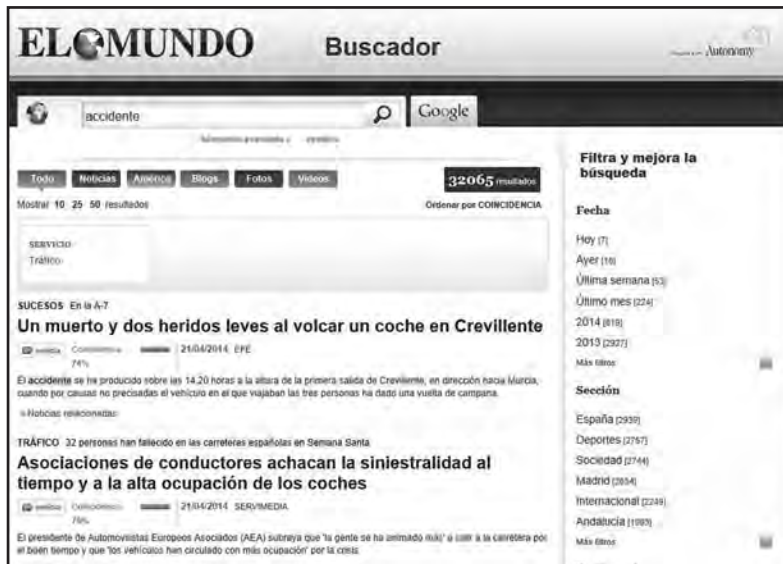 EL MUNDO
Buscador
Autonomy
accidente
Google
Todo Noticias América Blogs Fotos Vídeos
32065 resultados
Mostrar 10 25 50 resultados
Ordenar por COINCIDENCIA
SERVICIO
Tráfico
SUCESOS En la A-7
Un muerto y dos heridos leves al volcar un coche en Crevillente
noticia Coincidencia 21/04/2014 EFE
74%
El accidente se ha producido sobre las 14,20 horas a la altura de la primera salida de Crevillente, en dirección hacia Murcia,
cuando por causas no precisadas el vehículo en el que viajaban las tres personas ha dado una vuelta de campana.
» Noticias relacionadas
TRÁFICO 32 personas han fallecido en las carreteras españolas en Semana Santa
Asociaciones de conductores achacan la siniestralidad al
tiempo y a la alta ocupación de los coches
noticia Coincidencia 21/04/2014 SERVIMEDIA
El presidente de Automovilistas Europeos Asociados (AEA) subraya que 'la gente se ha animado más' a salir a la carretera por
el buen tiempo y que 'los vehículos han circulado con más ocupación' por la crisis.
Filtra y mejora la
búsqueda
Fecha
Hoy [7]
Ayer
Última semana [53]
Último mes [224]
2014 [819]
2013 [2927]
Más filtros
Sección
España [2939]
Deportes [2757]
Sociedad [2744]
Madrid
Internacional [2249]
Andalucía
Más filtros